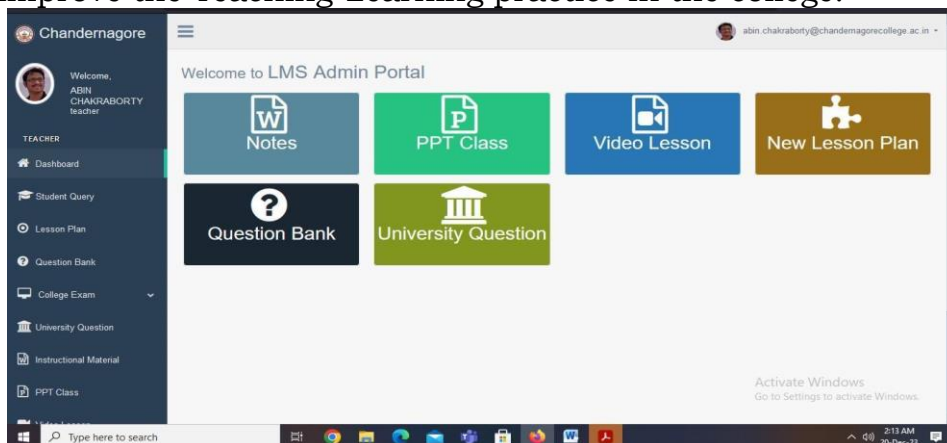 improve the Teaching-Learning practice in the college.
Chandernagore
abin.chakraborty@chandernagorecollege.ac.in
Welcome,
ABIN
CHAKRABORTY
teacher
TEACHER
Dashboard
Student Query
Lesson Plan
Question Bank
College Exam
University Question
Instructional Material
PPT Class
Welcome to LMS Admin Portal
Notes
PPT Class
Video Lesson
New Lesson Plan
Question Bank
University Question
Activate Windows
Go to Settings to activate Windows.
Type here to search
2:13 AM
20-Dec-23